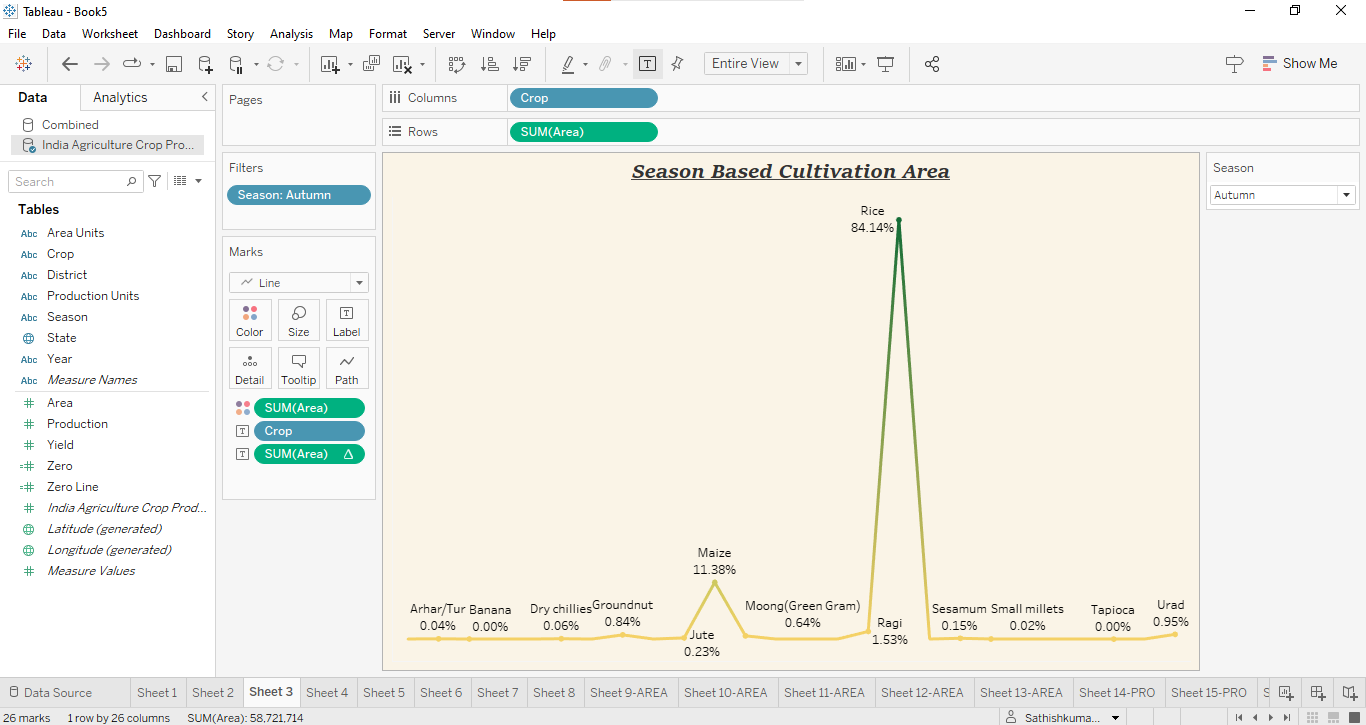 Tableau - Book5
File Data Worksheet Dashboard Story Analysis Map Format Server Window Help
Entire View
Show Me
Data Analytics
Combined
India Agriculture Crop Pro...
Search
Tables
Abc Area Units
Abc Crop
Abc District
Abc Production Units
Abc Season
State
Abc Year
Abc Measure Names
# Area
# Production
# Yield
=# Zero
=# Zero Line
# India Agriculture Crop Prod...
Latitude (generated)
Longitude (generated)
# Measure Values
Pages
Filters
Season: Autumn
Marks
Line
Color Size Label
Detail Tooltip Path
SUM(Area)
T Crop
T SUM(Area) Δ
Columns Crop
Rows SUM(Area)
Season Based Cultivation Area
Rice
84.14%
Maize
11.38%
Arhar/Tur
0.04%
Banana
0.00%
Dry chillies
0.06%
Groundnut
0.84%
Jute
0.23%
Moong(Green Gram)
0.64%
Ragi
1.53%
Sesamum
0.15%
Small millets
0.02%
Tapioca
0.00%
Urad
0.95%
Season
Autumn
Data Source Sheet 1 Sheet 2 Sheet 3 Sheet 4 Sheet 5 Sheet 6 Sheet 7 Sheet 8 Sheet 9-AREA Sheet 10-AREA Sheet 11-AREA Sheet 12-AREA Sheet 13-AREA Sheet 14-PRO Sheet 15-PRO S
26 marks 1 row by 26 columns SUM(Area): 58,721,714 Sathishkuma...